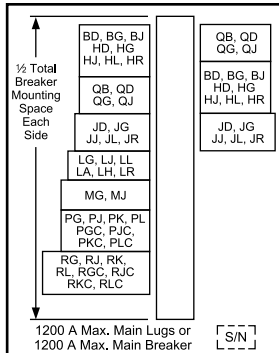 ½ Total
Breaker
Mounting
Space
Each
Side
BD, BG, BJ
HD, HG
HJ, HL, HR
QB, QD
QG, QJ
JD, JG
JJ, JL, JR
LG, LJ, LL
LA, LH, LR
MG, MJ
PG, PJ, PK, PL
PGC, PJC,
PKC, PLC
RG, RJ, RK,
RL, RGC, RJC
RKC, RLC
QB, QD
QG, QJ
BD, BG, BJ
HD, HG
HJ, HL, HR
JD, JG
JJ, JL, JR
1200 A Max. Main Lugs or
1200 A Max. Main Breaker
S/N